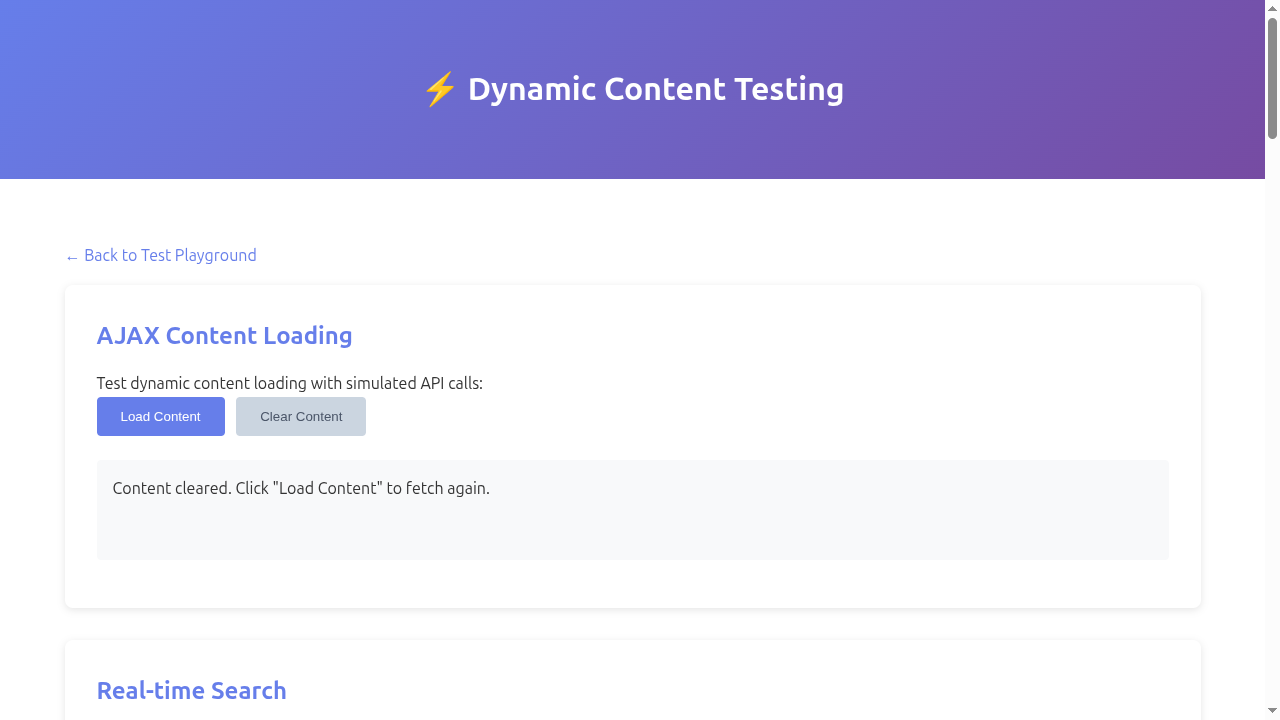 ⚡ Dynamic Content Testing
← Back to Test Playground
AJAX Content Loading
Test dynamic content loading with simulated API calls:
Load Content Clear Content
Content cleared. Click "Load Content" to fetch again.
Real-time Search